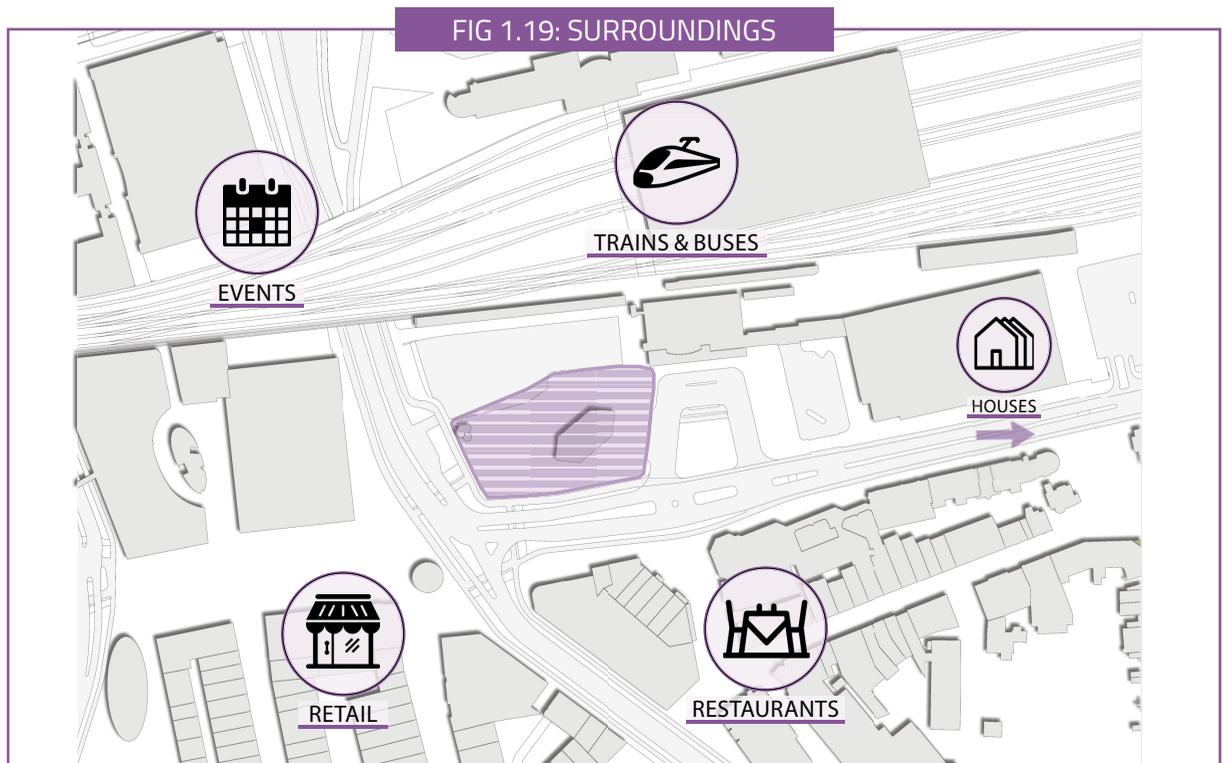 FIG 1.19: SURROUNDINGS
TRAINS & BUSES
EVENTS
HOUSES
RETAIL
RESTAURANTS